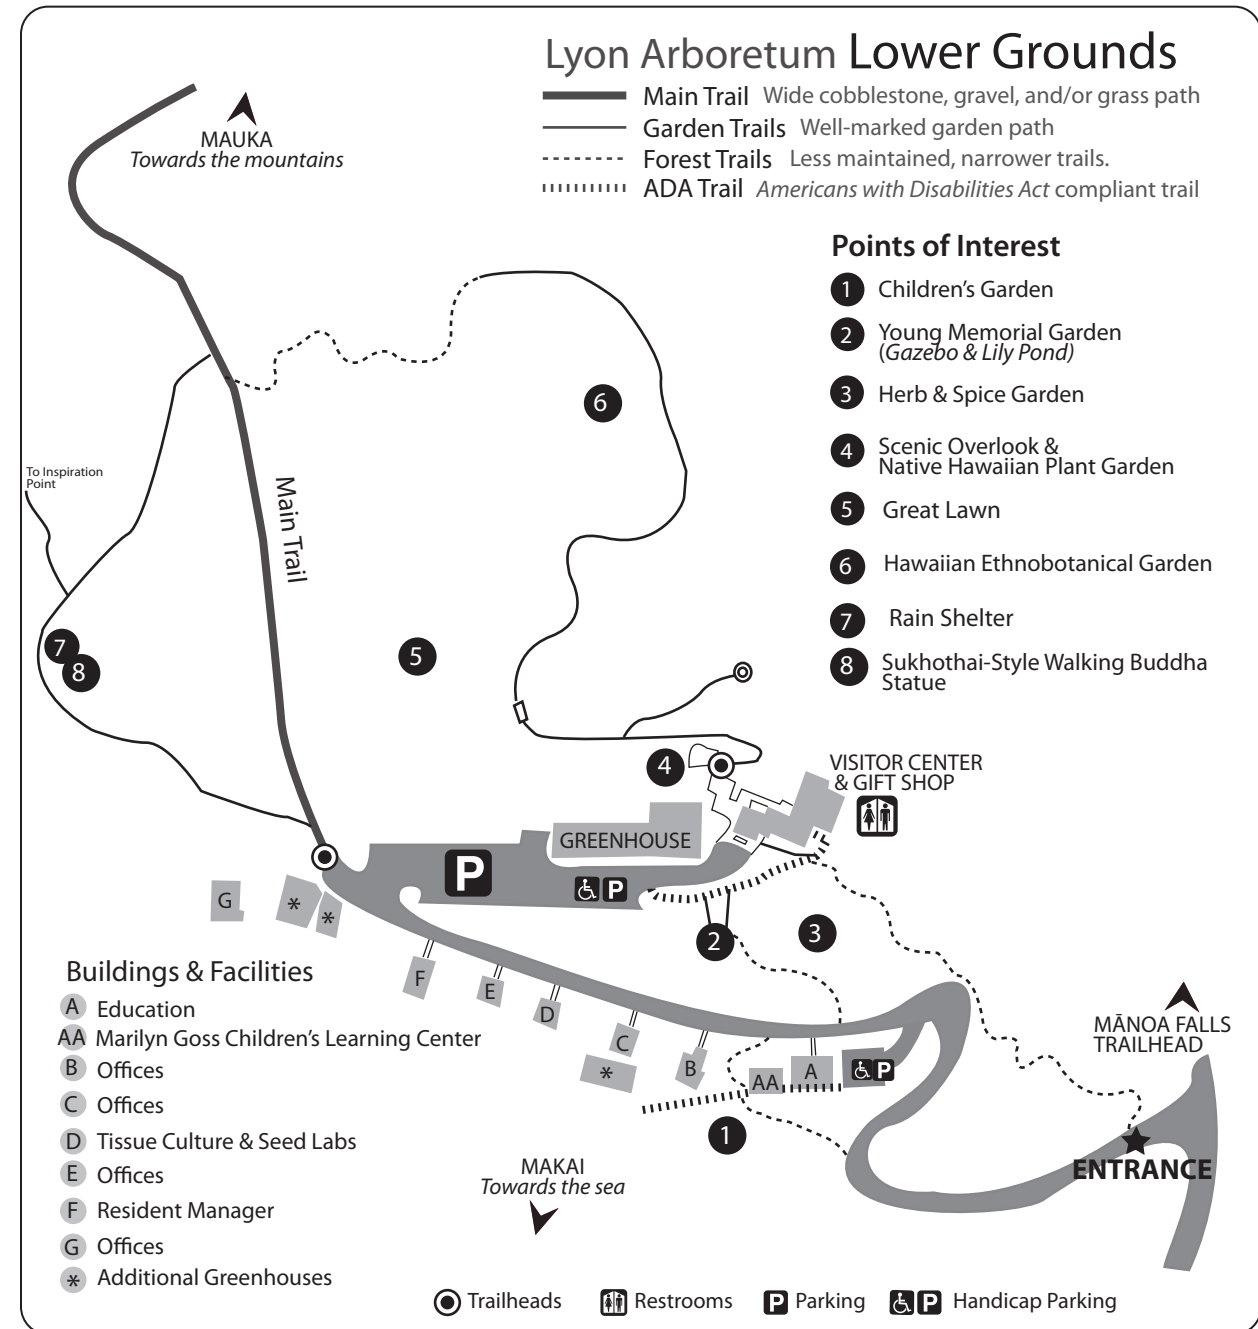 Lyon Arboretum Lower Grounds
Main Trail Wide cobblestone, gravel, and/or grass path
Garden Trails Well-marked garden path
Forest Trails Less maintained, narrower trails.
ADA Trail Americans with Disabilities Act compliant trail
MAUKA
Towards the mountains
Points of Interest
1 Children's Garden
2 Young Memorial Garden
(Gazebo & Lily Pond)
3 Herb & Spice Garden
4 Scenic Overlook &
Native Hawaiian Plant Garden
5 Great Lawn
6 Hawaiian Ethnobotanical Garden
7 Rain Shelter
8 Sukhothai-Style Walking Buddha
Statue
6
To Inspiration
Point
Main Trail
7
8
5
4
VISITOR CENTER
& GIFT SHOP
GREENHOUSE
P
P
G
*
*
2
3
F
E
D
C
*
B
AA
A
P
1
MĀNOA FALLS
TRAILHEAD
ENTRANCE
MAKAI
Towards the sea
Buildings & Facilities
A Education
AA Marilyn Goss Children's Learning Center
B Offices
C Offices
D Tissue Culture & Seed Labs
E Offices
F Resident Manager
G Offices
* Additional Greenhouses
Trailheads
Restrooms
P Parking
P Handicap Parking